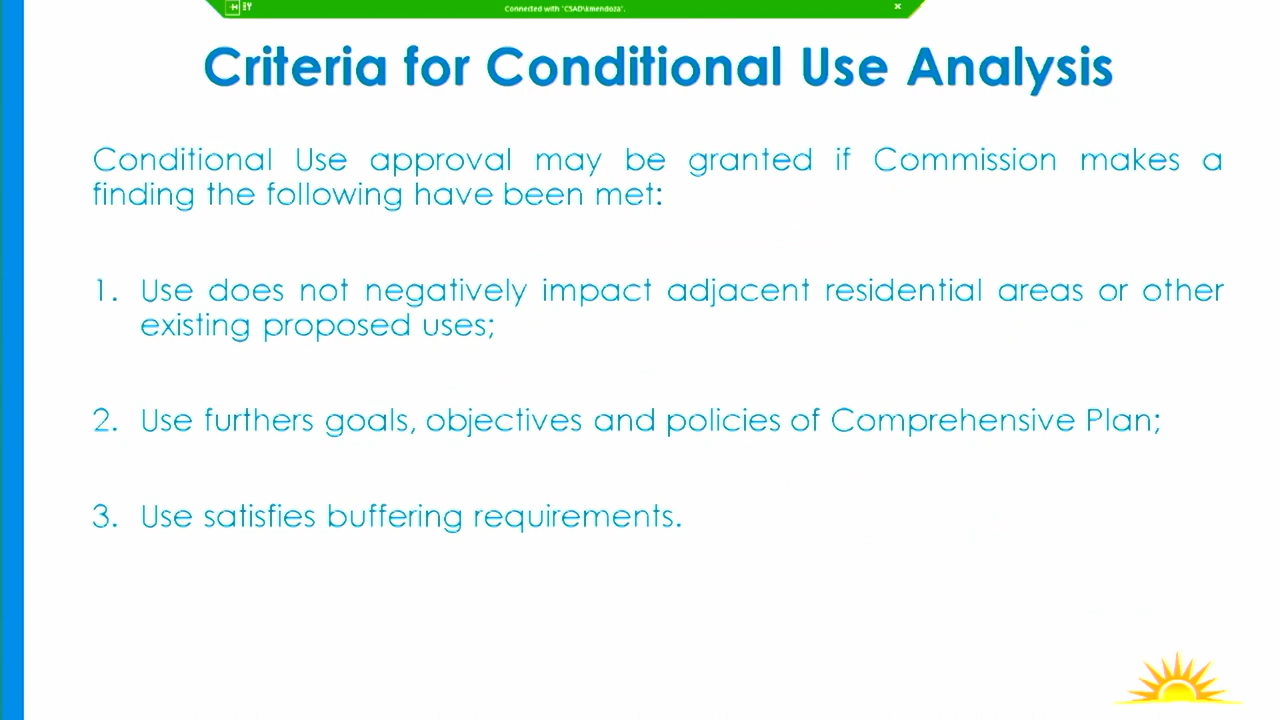 Connected with 'CSAD\kmendoza'.
Criteria for Conditional Use Analysis
Conditional Use approval may be granted if Commission makes a
finding the following have been met:
1. Use does not negatively impact adjacent residential areas or other
existing proposed uses;
2. Use furthers goals, objectives and policies of Comprehensive Plan;
3. Use satisfies buffering requirements.